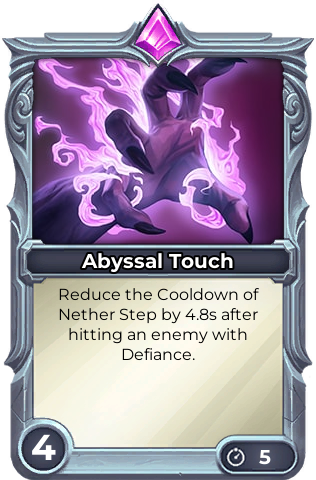 Abyssal Touch
Reduce the Cooldown of
Nether Step by 4.8s after
hitting an enemy with
Defiance.
4
5